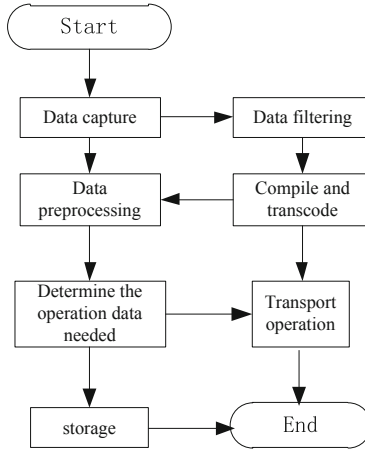 Start
Data capture
Data filtering
Data
preprocessing
Compile and
transcode
Determine the
operation data
needed
Transport
operation
storage
End